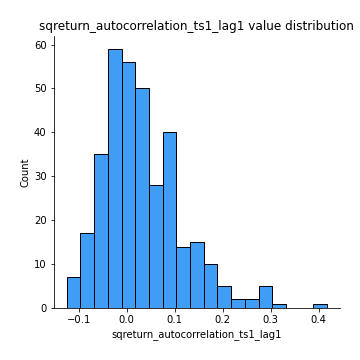 sqreturn_autocorrelation_ts1_lag1 value distribution
60
50
40
30
20
10
0
Count
−0.1 0.0 0.1 0.2 0.3 0.4
sqreturn_autocorrelation_ts1_lag1